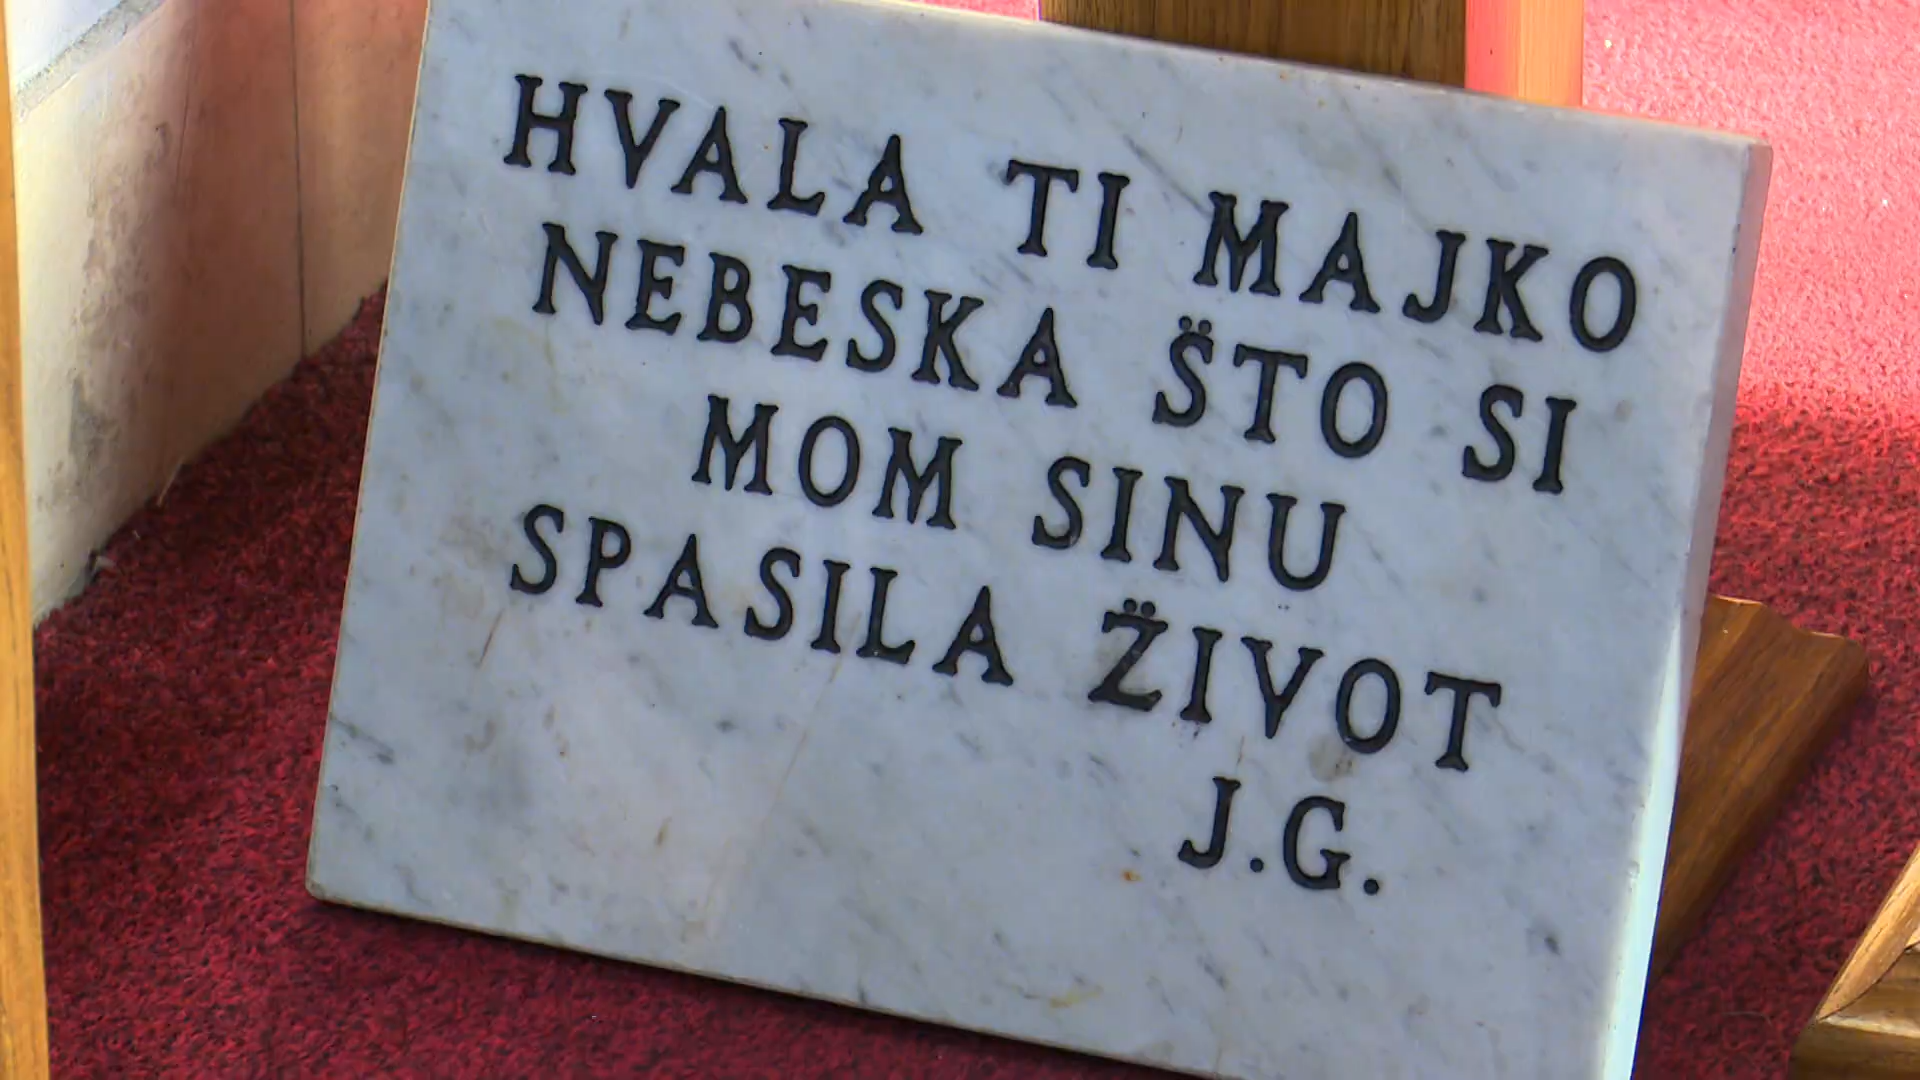 HVALA TI MAJKO
NEBESKA ŠTO SI
MOM SINU
SPASILA ŽIVOT
J.G.